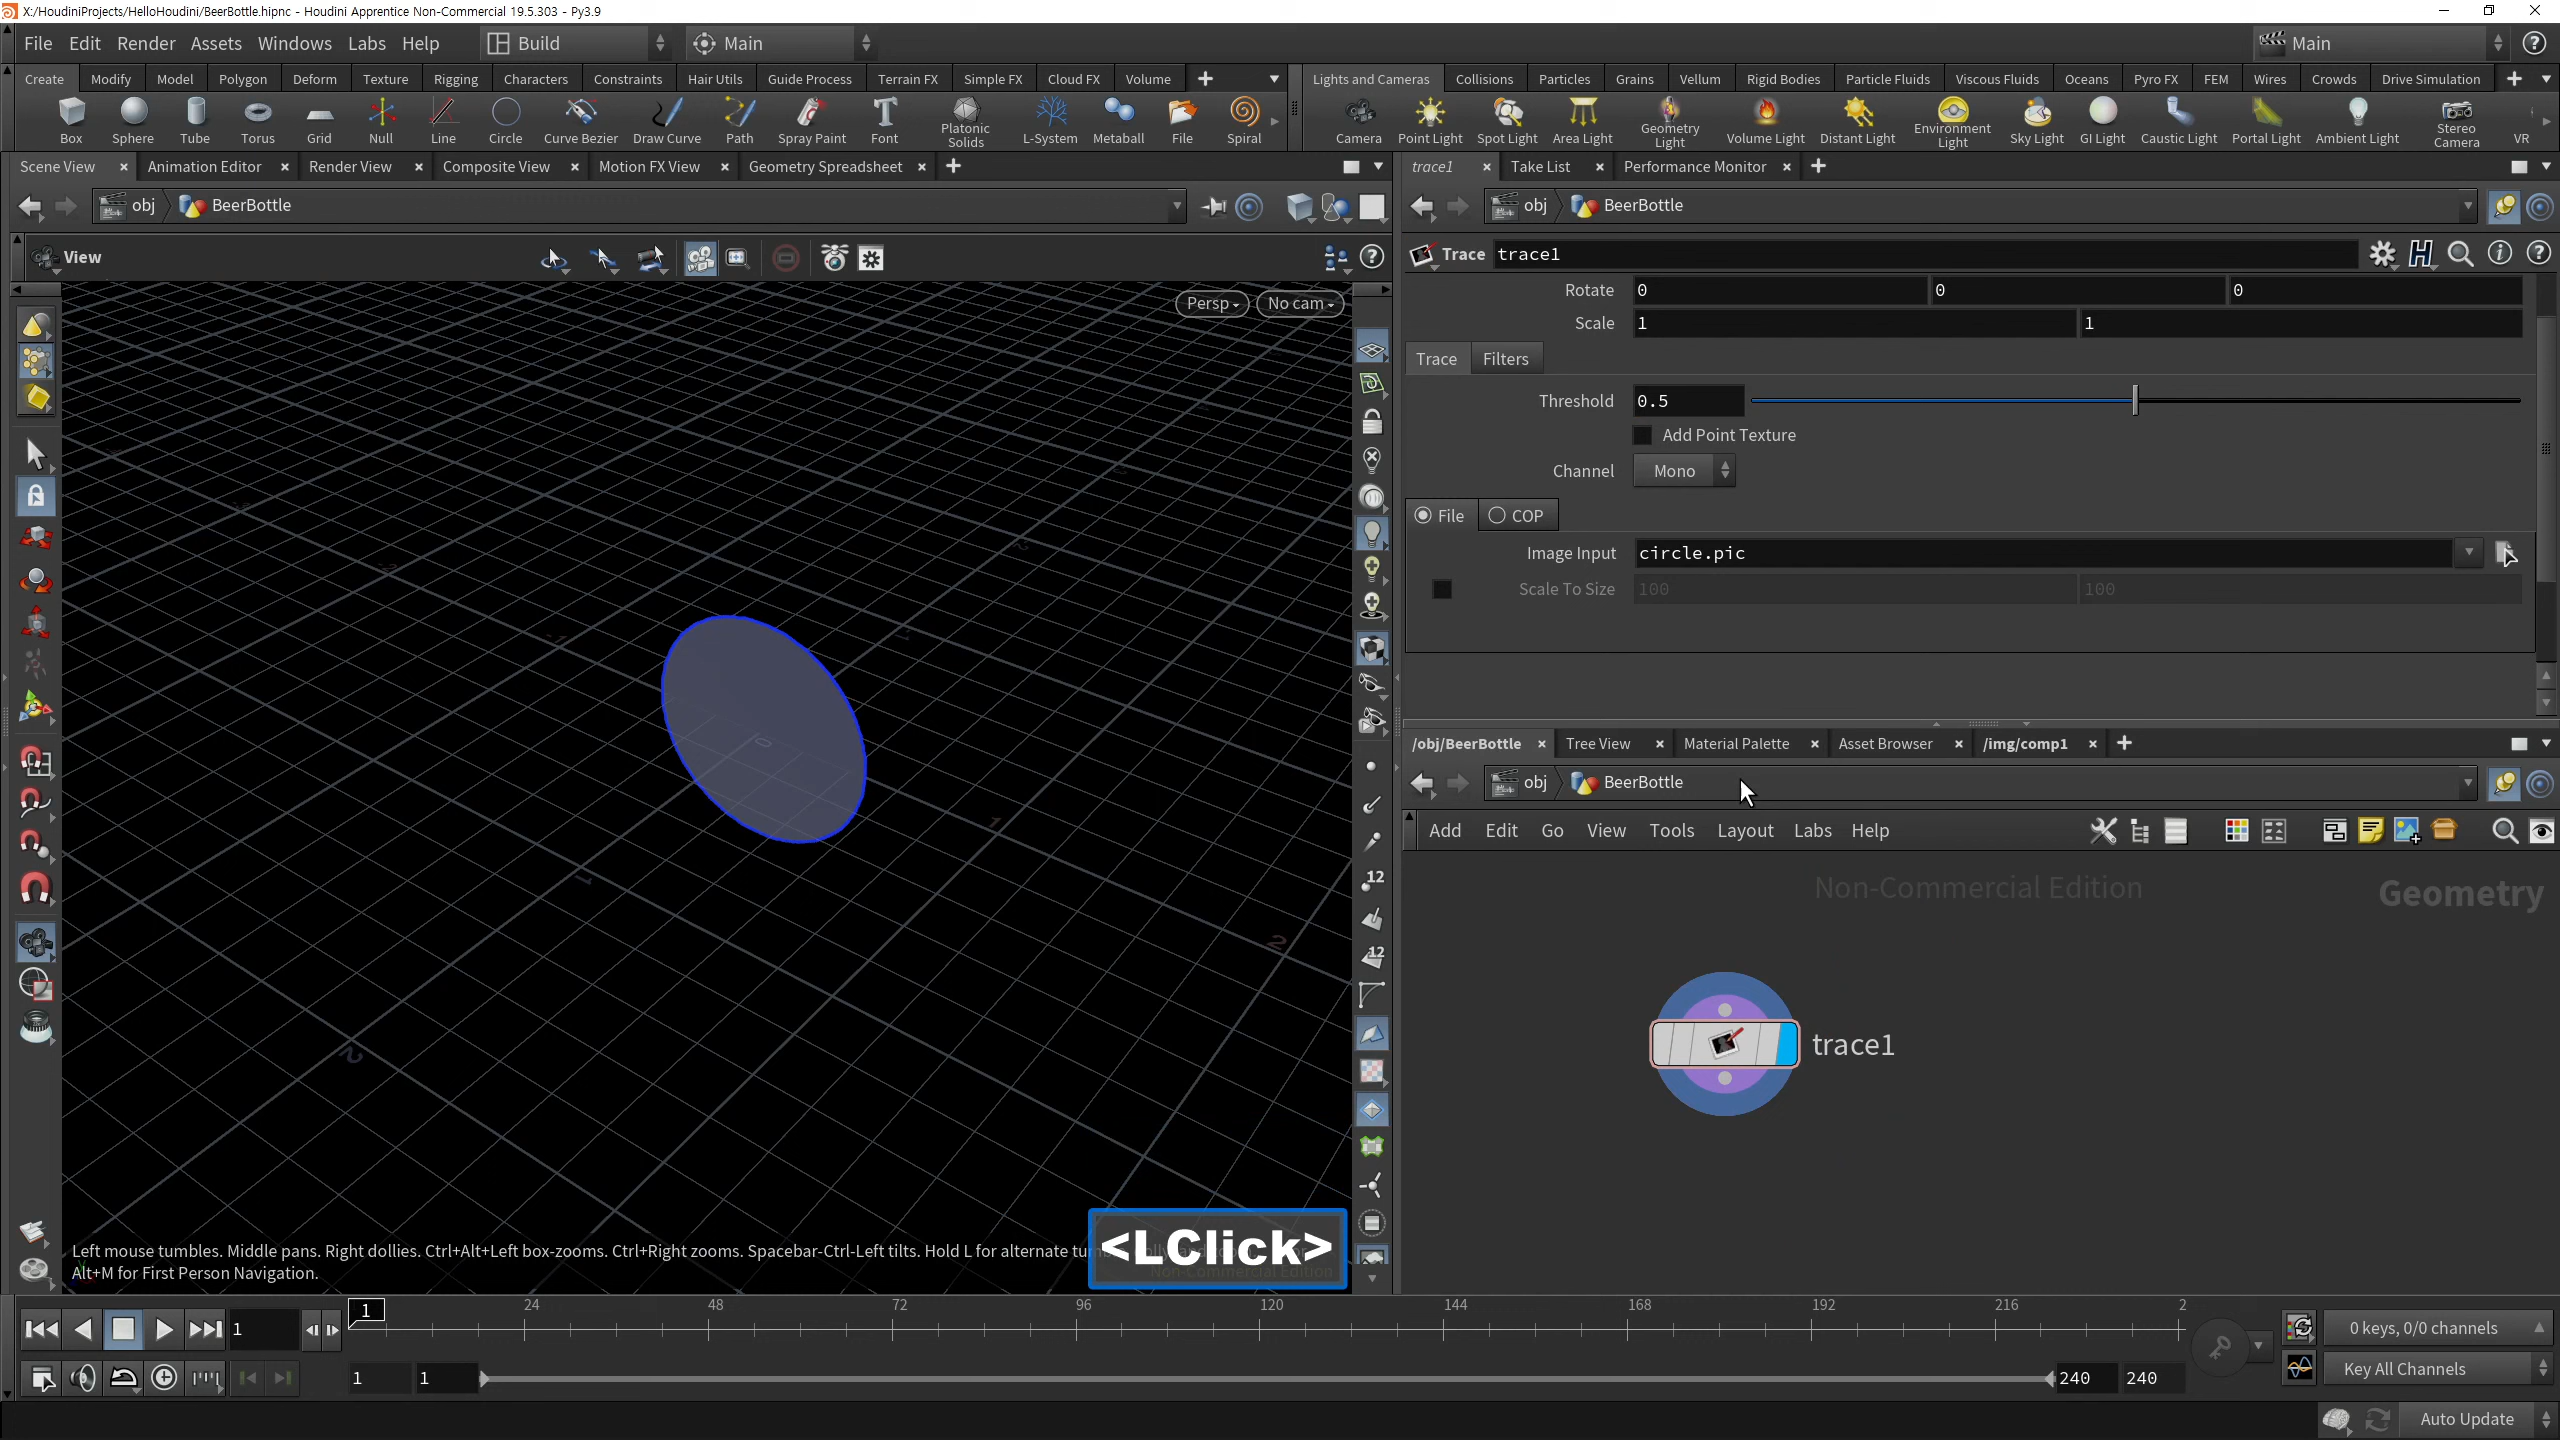 X:/HoudiniProjects/HelloHoudini/BeerBottle.hipnc - Houdini Apprentice Non-Commercial 19.5.303 - Py3.9
File Edit Render Assets Windows Labs Help Build Main Main
Create Modify Model Polygon Deform Texture Rigging Characters Constraints Hair Utils Guide Process Terrain FX Simple FX Cloud FX Volume
Lights and Cameras Collisions Particles Grains Vellum Rigid Bodies Particle Fluids Viscous Fluids Oceans Pyro FX FEM Wires Crowds Drive Simulation
Box Sphere Tube Torus Grid Null Line Circle Curve Bezier Draw Curve Path Spray Paint Font Platonic Solids L-System Metaball File Spiral
Camera Point Light Spot Light Area Light Geometry Light Volume Light Distant Light Environment Light Sky Light GI Light Caustic Light Portal Light Ambient Light Stereo Camera VR
Scene View Animation Editor Render View Composite View Motion FX View Geometry Spreadsheet
trace1 Take List Performance Monitor
obj BeerBottle
obj BeerBottle
View
Trace trace1
Persp No cam
Rotate 0 0 0
Scale 1 1
Trace Filters
Threshold 0.5
Add Point Texture
Channel Mono
File COP
Image Input circle.pic
Scale To Size 100 100
/obj/BeerBottle Tree View Material Palette Asset Browser /img/comp1
obj BeerBottle
Add Edit Go View Tools Layout Labs Help
Non-Commercial Edition
Geometry
trace1
12
12
0
1
2
2
1
<LClick>
Left mouse tumbles. Middle pans. Right dollies. Ctrl+Alt+Left box-zooms. Ctrl+Right zooms. Spacebar-Ctrl-Left tilts. Hold L for alternate
Alt+M for First Person Navigation.
Non-Commercial Edition
1 1 24 48 72 96 120 144 168 192 216 2
0 keys, 0/0 channels
1 1 240 240
Key All Channels
Auto Update